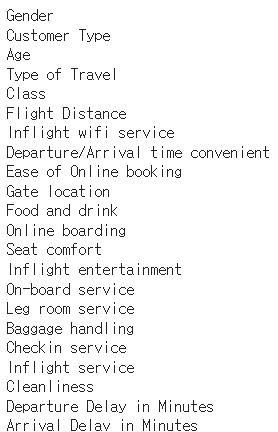 Gender
Customer Type
Age
Type of Travel
Class
Flight Distance
Inflight wifi service
Departure/Arrival time convenient
Ease of Online booking
Gate location
Food and drink
Online boarding
Seat comfort
Inflight entertainment
On-board service
Leg room service
Baggage handling
Checkin service
Inflight service
Cleanliness
Departure Delay in Minutes
Arrival Delay in Minutes